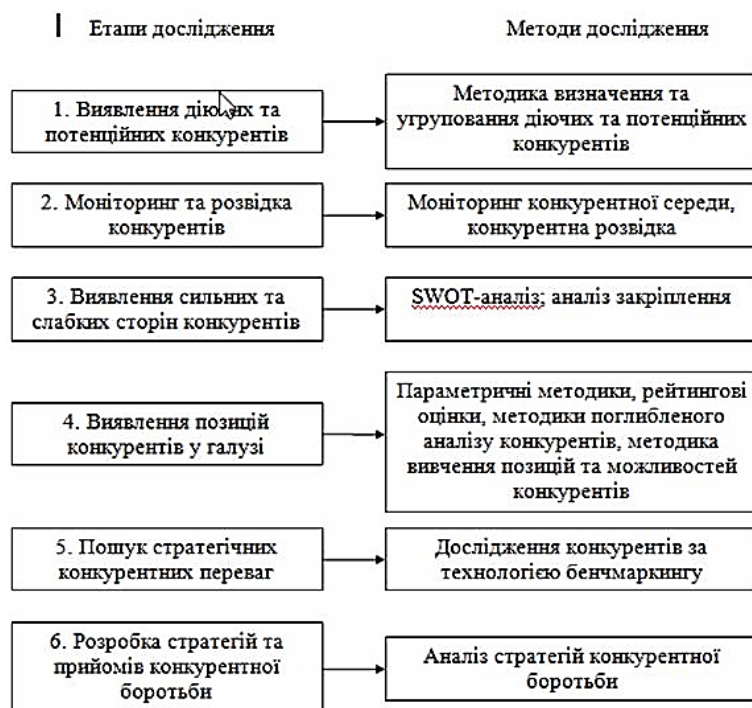 Етапи дослідження
Методи дослідження
1. Виявлення діючих та
потенційних конкурентів
Методика визначення та
угруповання діючих та потенційних
конкурентів
2. Моніторинг та розвідка
конкурентів
Моніторинг конкурентної середи,
конкурентна розвідка
3. Виявлення сильних та
слабких сторін конкурентів
SWOT-аналіз; аналіз закріплення
4. Виявлення позицій
конкурентів у галузі
Параметричні методики, рейтингові
оцінки, методики поглибленого
аналізу конкурентів, методика
вивчення позицій та можливостей
конкурентів
5. Пошук стратегічних
конкурентних переваг
Дослідження конкурентів за
технологією бенчмаркингу
6. Розробка стратегій та
прийомів конкурентної
боротьби
Аналіз стратегій конкурентної
боротьби